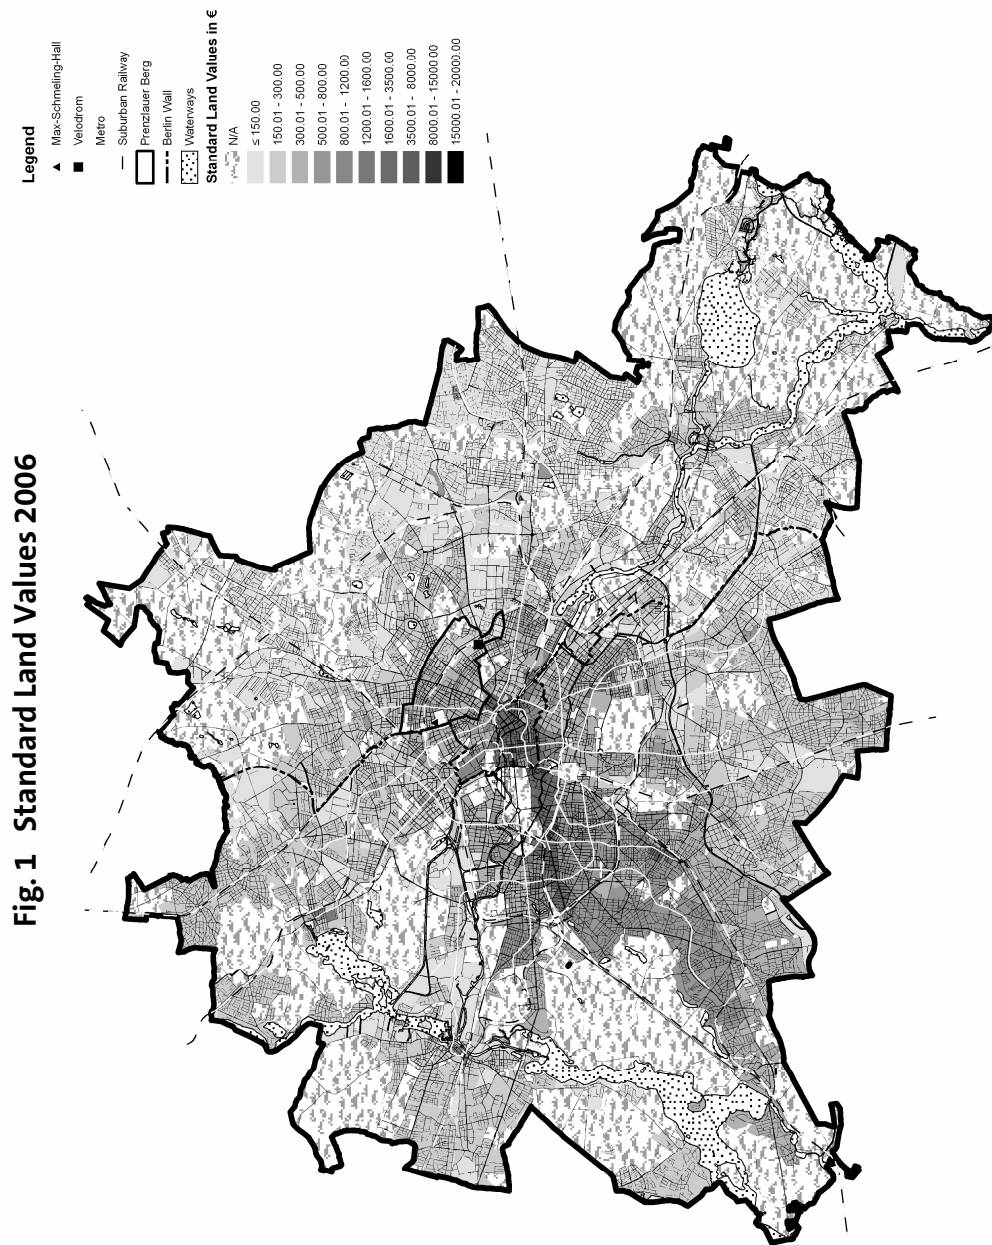 Fig. 1 Standard Land Values 2006
Legend
Max-Schmeling-Hall
Velodrom
Metro
Suburban Railway
Prenzlauer Berg
Berlin Wall
Waterways
Standard Land Values in €
N/A
≤ 150.00
150.01 - 300.00
300.01 - 500.00
500.01 - 800.00
800.01 - 1200.00
1200.01 - 1600.00
1600.01 - 3500.00
3500.01 - 8000.00
8000.01 - 15000.00
15000.01 - 20000.00